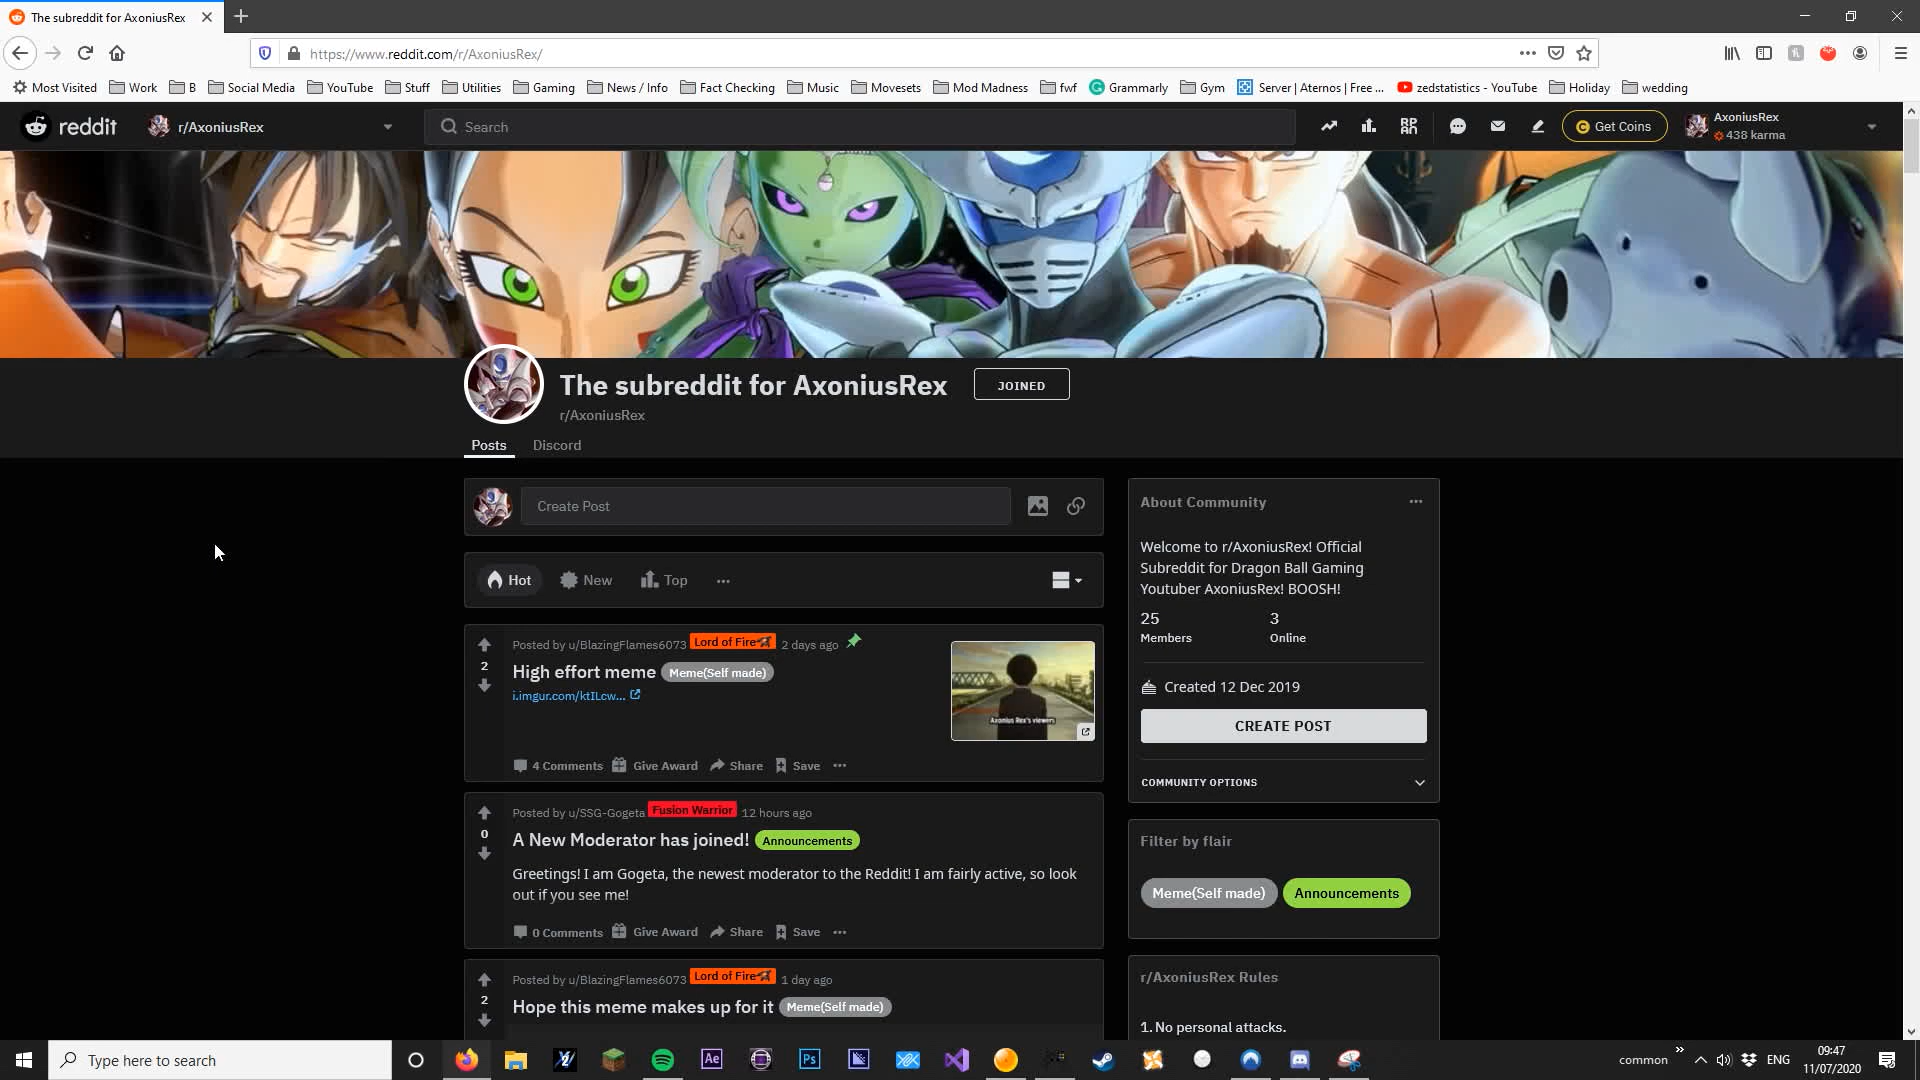 The subreddit for AxoniusRex
https://www.reddit.com/r/AxoniusRex/
Most Visited Work B Social Media YouTube Stuff Utilities Gaming News / Info Fact Checking Music Movesets Mod Madness fwf Grammarly Gym Server | Aternos | Free ... zedstatistics - YouTube Holiday wedding
reddit r/AxoniusRex Search Get Coins AxoniusRex
438 karma
The subreddit for AxoniusRex JOINED
r/AxoniusRex
Posts Discord
Create Post
Hot New Top
Posted by u/BlazingFlames6073 Lord of Fire 2 days ago
2
High effort meme Meme(Self made)
i.imgur.com/ktILcw...
Axonius Rex's viewers
4 Comments Give Award Share Save
Posted by u/SSG-Gogeta Fusion Warrior 12 hours ago
0
A New Moderator has joined! Announcements
Greetings! I am Gogeta, the newest moderator to the Reddit! I am fairly active, so look
out if you see me!
0 Comments Give Award Share Save
Posted by u/BlazingFlames6073 Lord of Fire 1 day ago
2
Hope this meme makes up for it Meme(Self made)
About Community
Welcome to r/AxoniusRex! Official
Subreddit for Dragon Ball Gaming
Youtuber AxoniusRex! BOOSH!
25 3
Members Online
Created 12 Dec 2019
CREATE POST
COMMUNITY OPTIONS
Filter by flair
Meme(Self made) Announcements
r/AxoniusRex Rules
1. No personal attacks.
Type here to search
Ae Ps
common ENG
09:47
11/07/2020